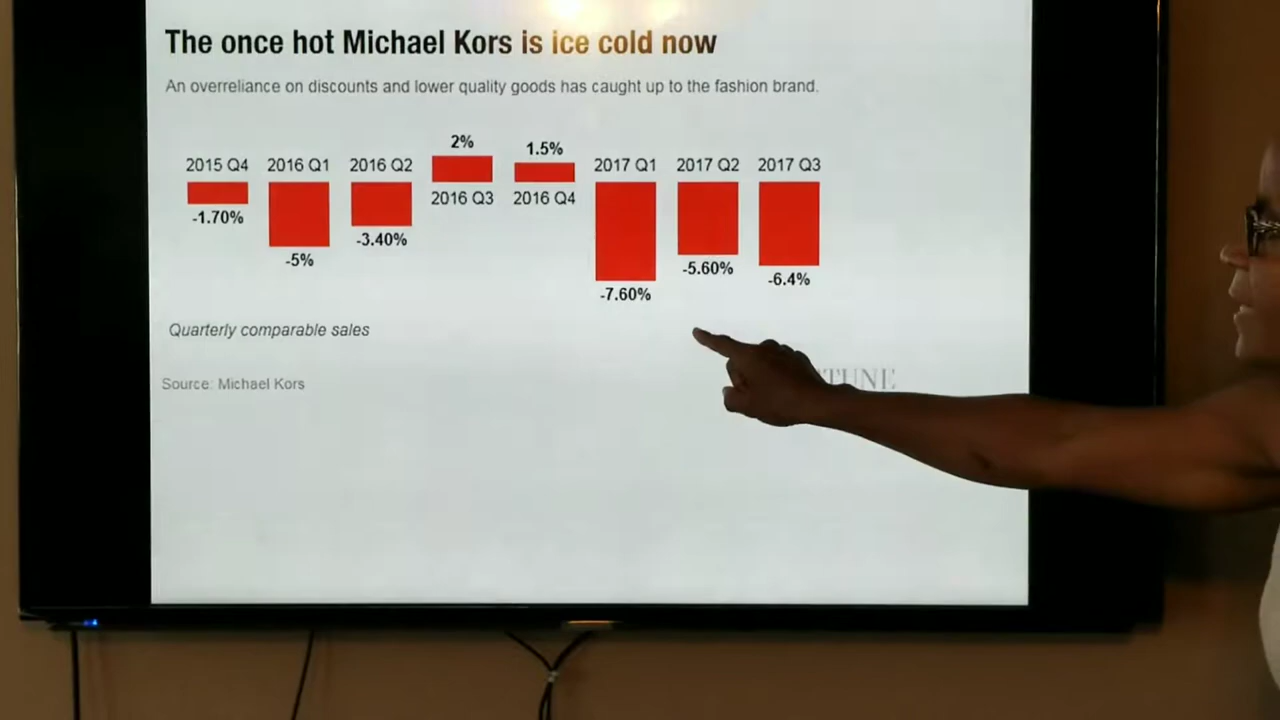 The once hot Michael Kors is ice cold now
An overreliance on discounts and lower quality goods has caught up to the fashion brand.
2% 1.5%
2015 Q4 2016 Q1 2016 Q2 2017 Q1 2017 Q2 2017 Q3
2016 Q3 2016 Q4
-1.70% -5% -3.40% -7.60% -5.60% -6.4%
Quarterly comparable sales
Source: Michael Kors